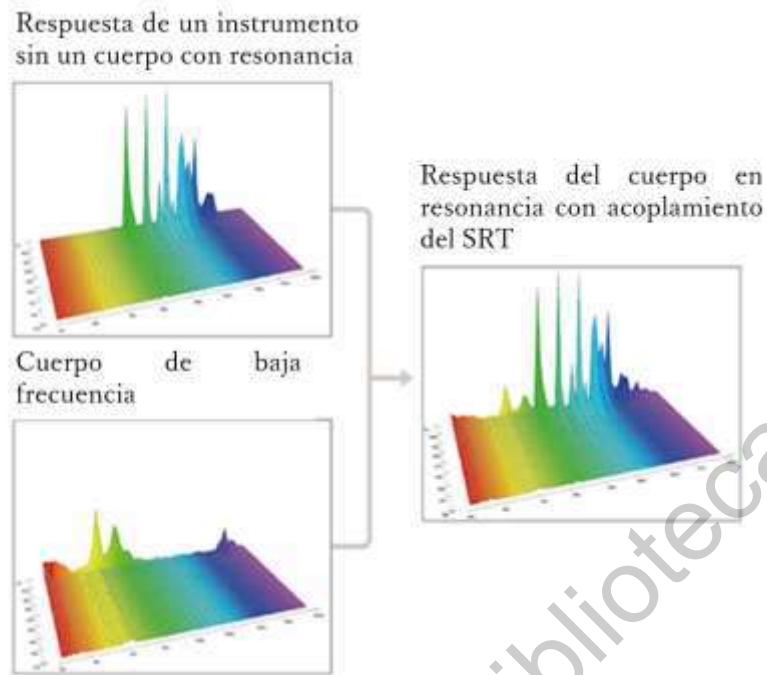 Respuesta de un instrumento
sin un cuerpo con resonancia
Respuesta del cuerpo en
resonancia con acoplamiento
del SRT
Cuerpo de baja
frecuencia
bliotec